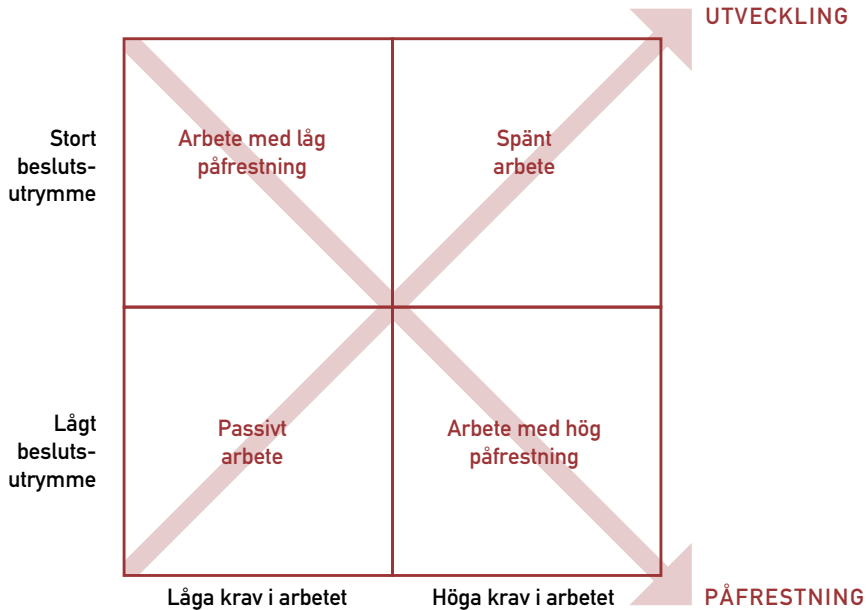 UTVECKLING
Stort
besluts-
utrymme
Arbete med låg
påfrestning
Spänt
arbete
Lågt
besluts-
utrymme
Passivt
arbete
Arbete med hög
påfrestning
Låga krav i arbetet
Höga krav i arbetet
PÅFRESTNING